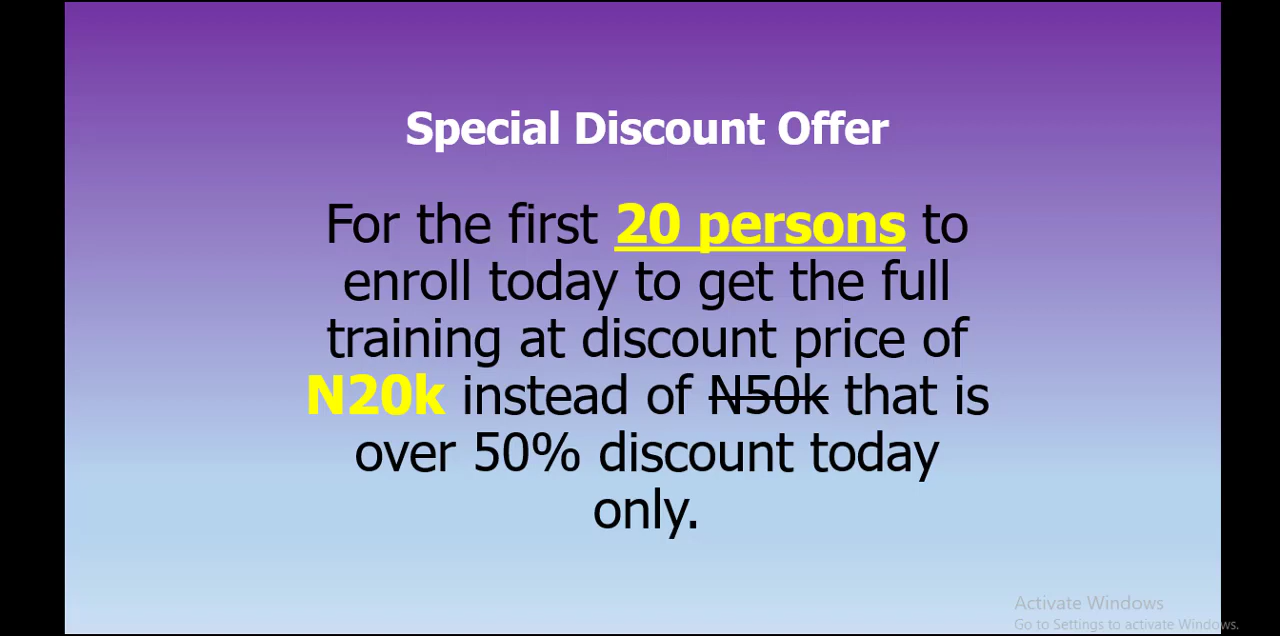 Special Discount Offer
For the first 20 persons to
enroll today to get the full
training at discount price of
N20k instead of N50k that is
over 50% discount today
only.
Activate Windows
Go to Settings to activate Windows.